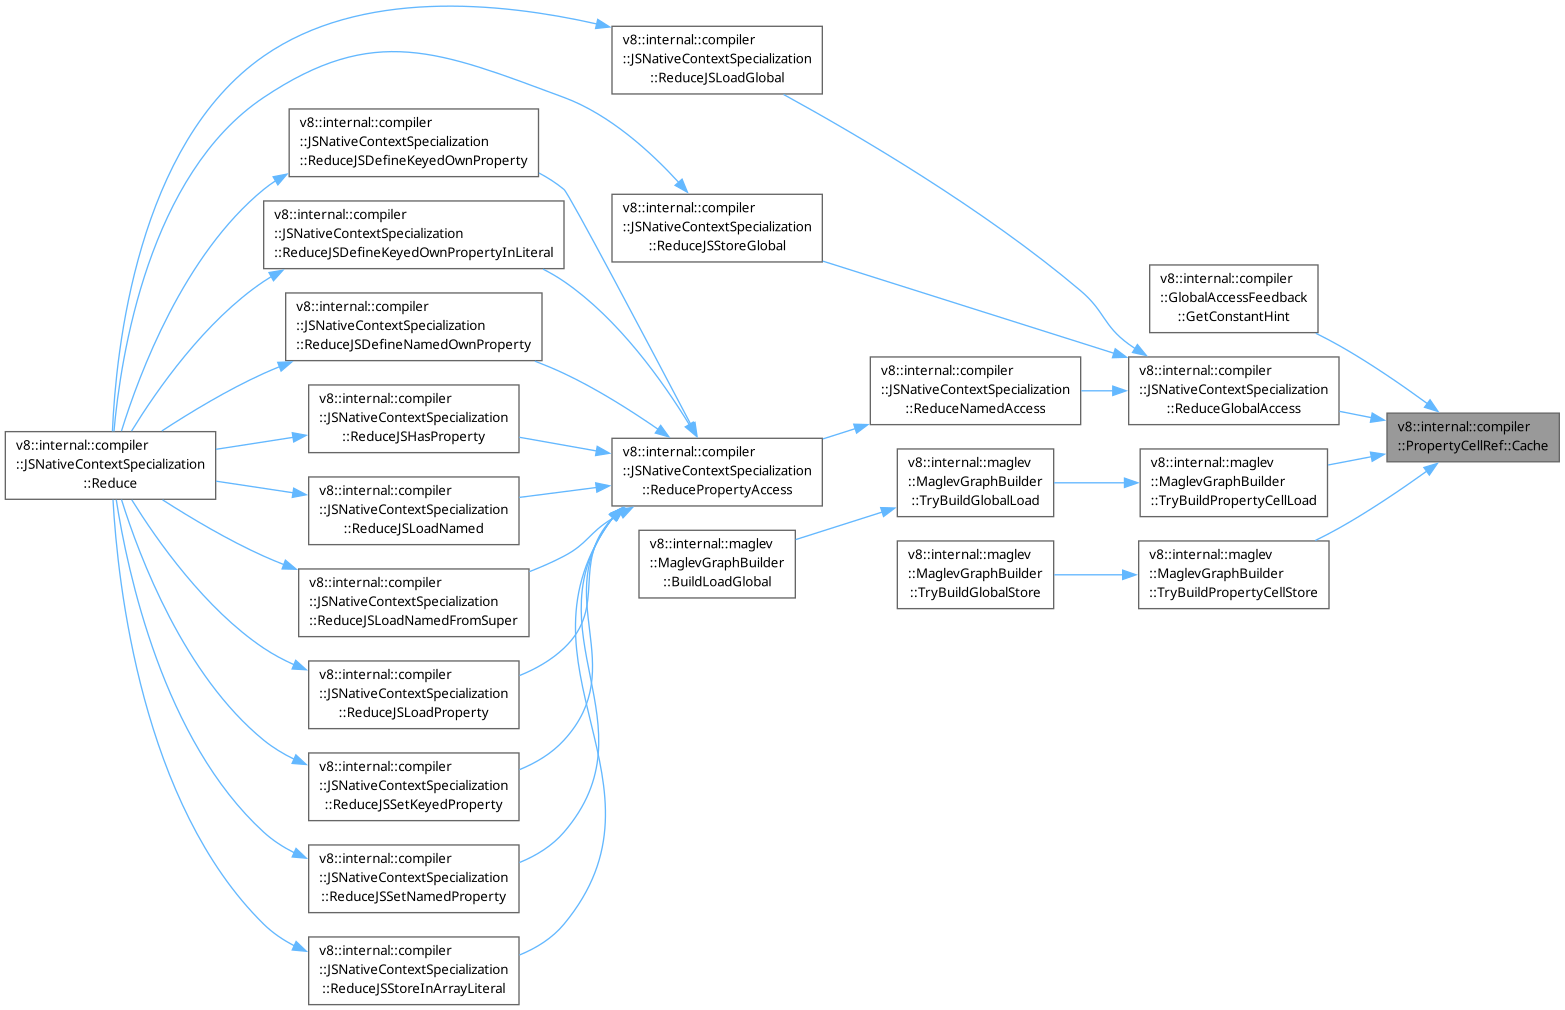 v8::internal::compiler
::JSNativeContextSpecialization
::Reduce
v8::internal::compiler
::JSNativeContextSpecialization
::ReduceJSDefineKeyedOwnProperty
v8::internal::compiler
::JSNativeContextSpecialization
::ReduceJSDefineKeyedOwnPropertyInLiteral
v8::internal::compiler
::JSNativeContextSpecialization
::ReduceJSDefineNamedOwnProperty
v8::internal::compiler
::JSNativeContextSpecialization
::ReduceJSHasProperty
v8::internal::compiler
::JSNativeContextSpecialization
::ReduceJSLoadNamed
v8::internal::compiler
::JSNativeContextSpecialization
::ReduceJSLoadNamedFromSuper
v8::internal::compiler
::JSNativeContextSpecialization
::ReduceJSLoadProperty
v8::internal::compiler
::JSNativeContextSpecialization
::ReduceJSSetKeyedProperty
v8::internal::compiler
::JSNativeContextSpecialization
::ReduceJSSetNamedProperty
v8::internal::compiler
::JSNativeContextSpecialization
::ReduceJSStoreInArrayLiteral
v8::internal::compiler
::JSNativeContextSpecialization
::ReduceJSLoadGlobal
v8::internal::compiler
::JSNativeContextSpecialization
::ReduceJSStoreGlobal
v8::internal::compiler
::JSNativeContextSpecialization
::ReducePropertyAccess
v8::internal::maglev
::MaglevGraphBuilder
::BuildLoadGlobal
v8::internal::compiler
::JSNativeContextSpecialization
::ReduceNamedAccess
v8::internal::maglev
::MaglevGraphBuilder
::TryBuildGlobalLoad
v8::internal::maglev
::MaglevGraphBuilder
::TryBuildGlobalStore
v8::internal::compiler
::GlobalAccessFeedback
::GetConstantHint
v8::internal::compiler
::JSNativeContextSpecialization
::ReduceGlobalAccess
v8::internal::maglev
::MaglevGraphBuilder
::TryBuildPropertyCellLoad
v8::internal::maglev
::MaglevGraphBuilder
::TryBuildPropertyCellStore
v8::internal::compiler
::PropertyCellRef::Cache